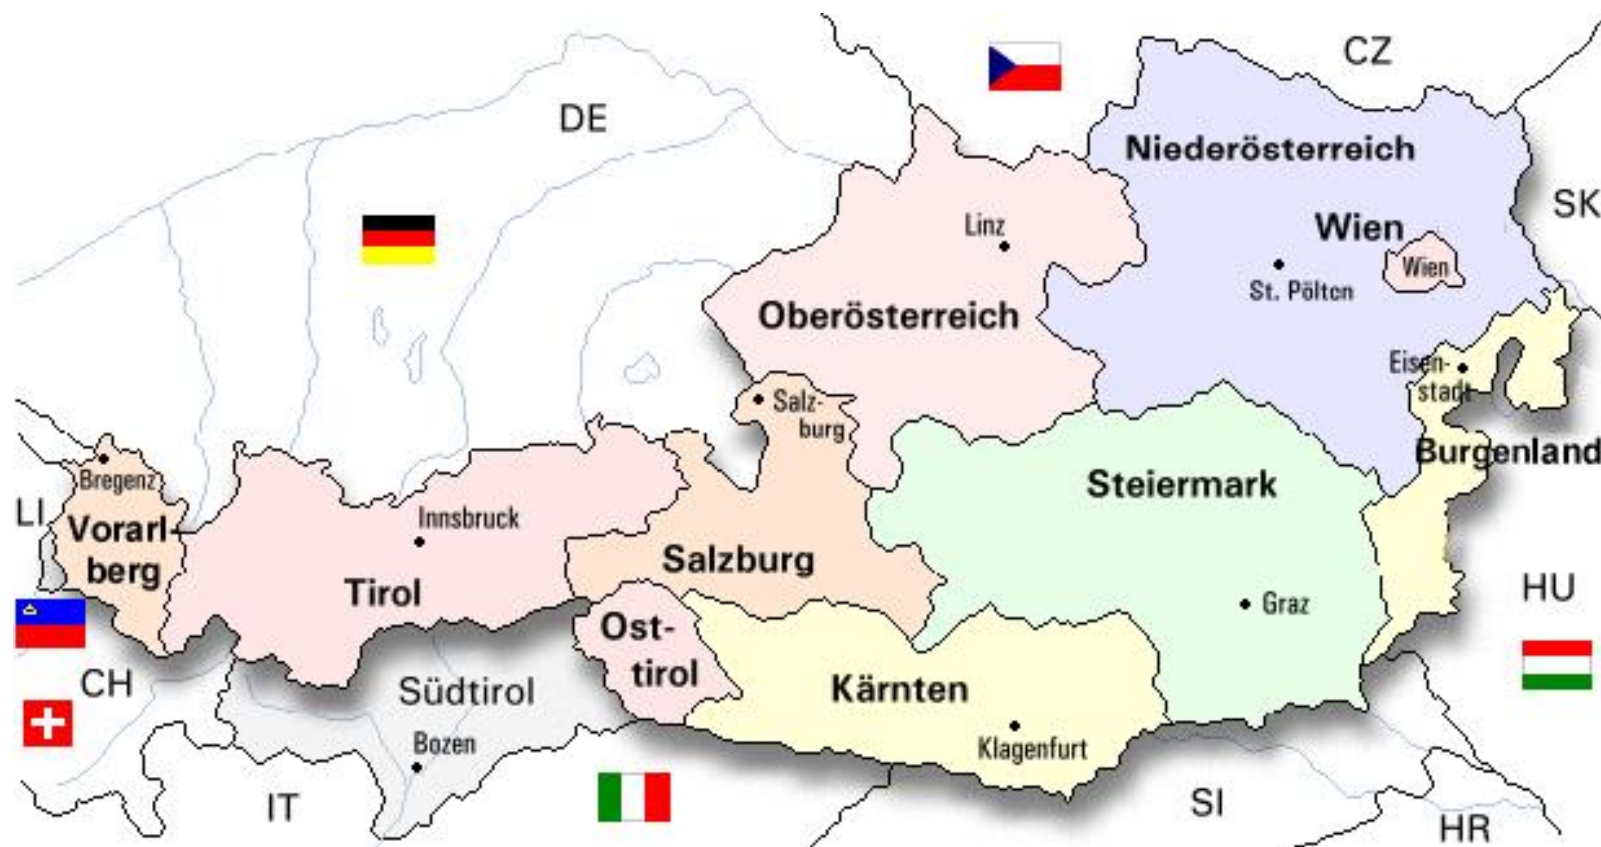 CZ
DE
Niederösterreich
SK
Linz
Wien
Wien
St. Pölten
Oberösterreich
Eisen-
stadt
Salz-
burg
Burgenland
Bregenz
Steiermark
LI
Innsbruck
Vorarl-
berg
Salzburg
Tirol
HU
Graz
Ost-
tirol
CH
Südtirol
Kärnten
Bozen
Klagenfurt
IT
SI
HR